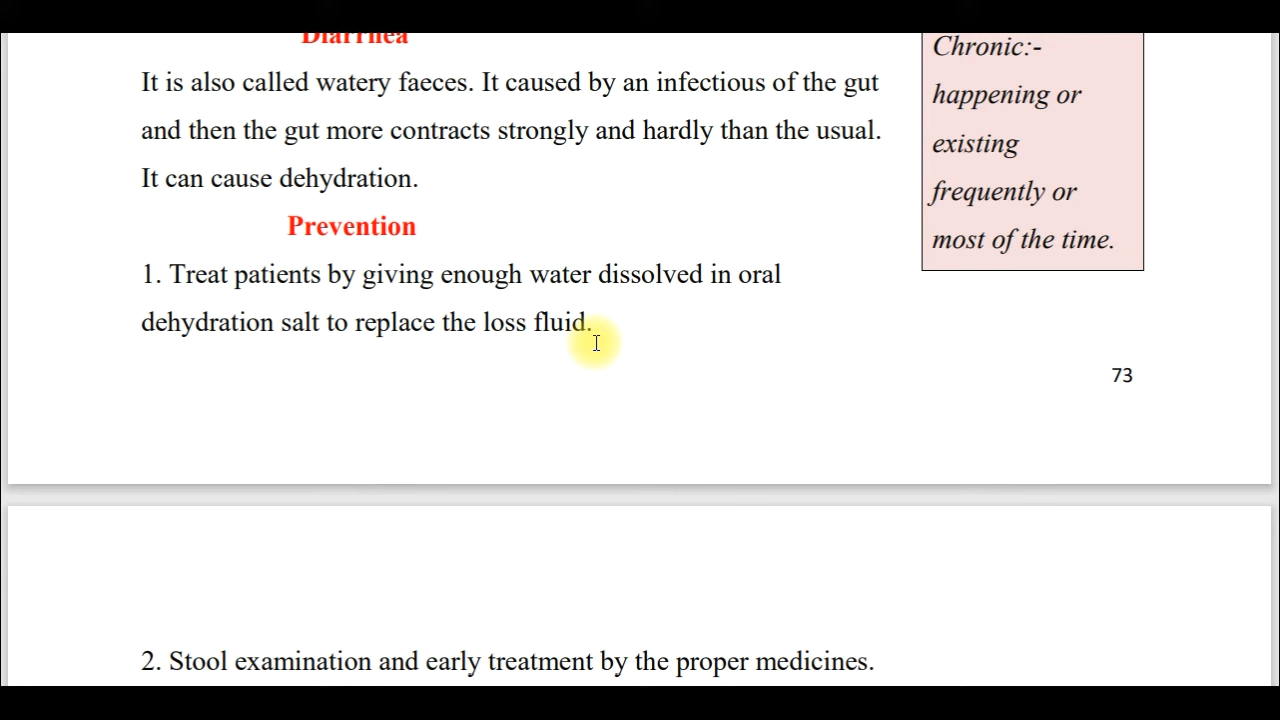 Diarrhea
It is also called watery faeces. It caused by an infectious of the gut
and then the gut more contracts strongly and hardly than the usual.
It can cause dehydration.
Prevention
1. Treat patients by giving enough water dissolved in oral
dehydration salt to replace the loss fluid.
Chronic:-
happening or
existing
frequently or
most of the time.
73
2. Stool examination and early treatment by the proper medicines.